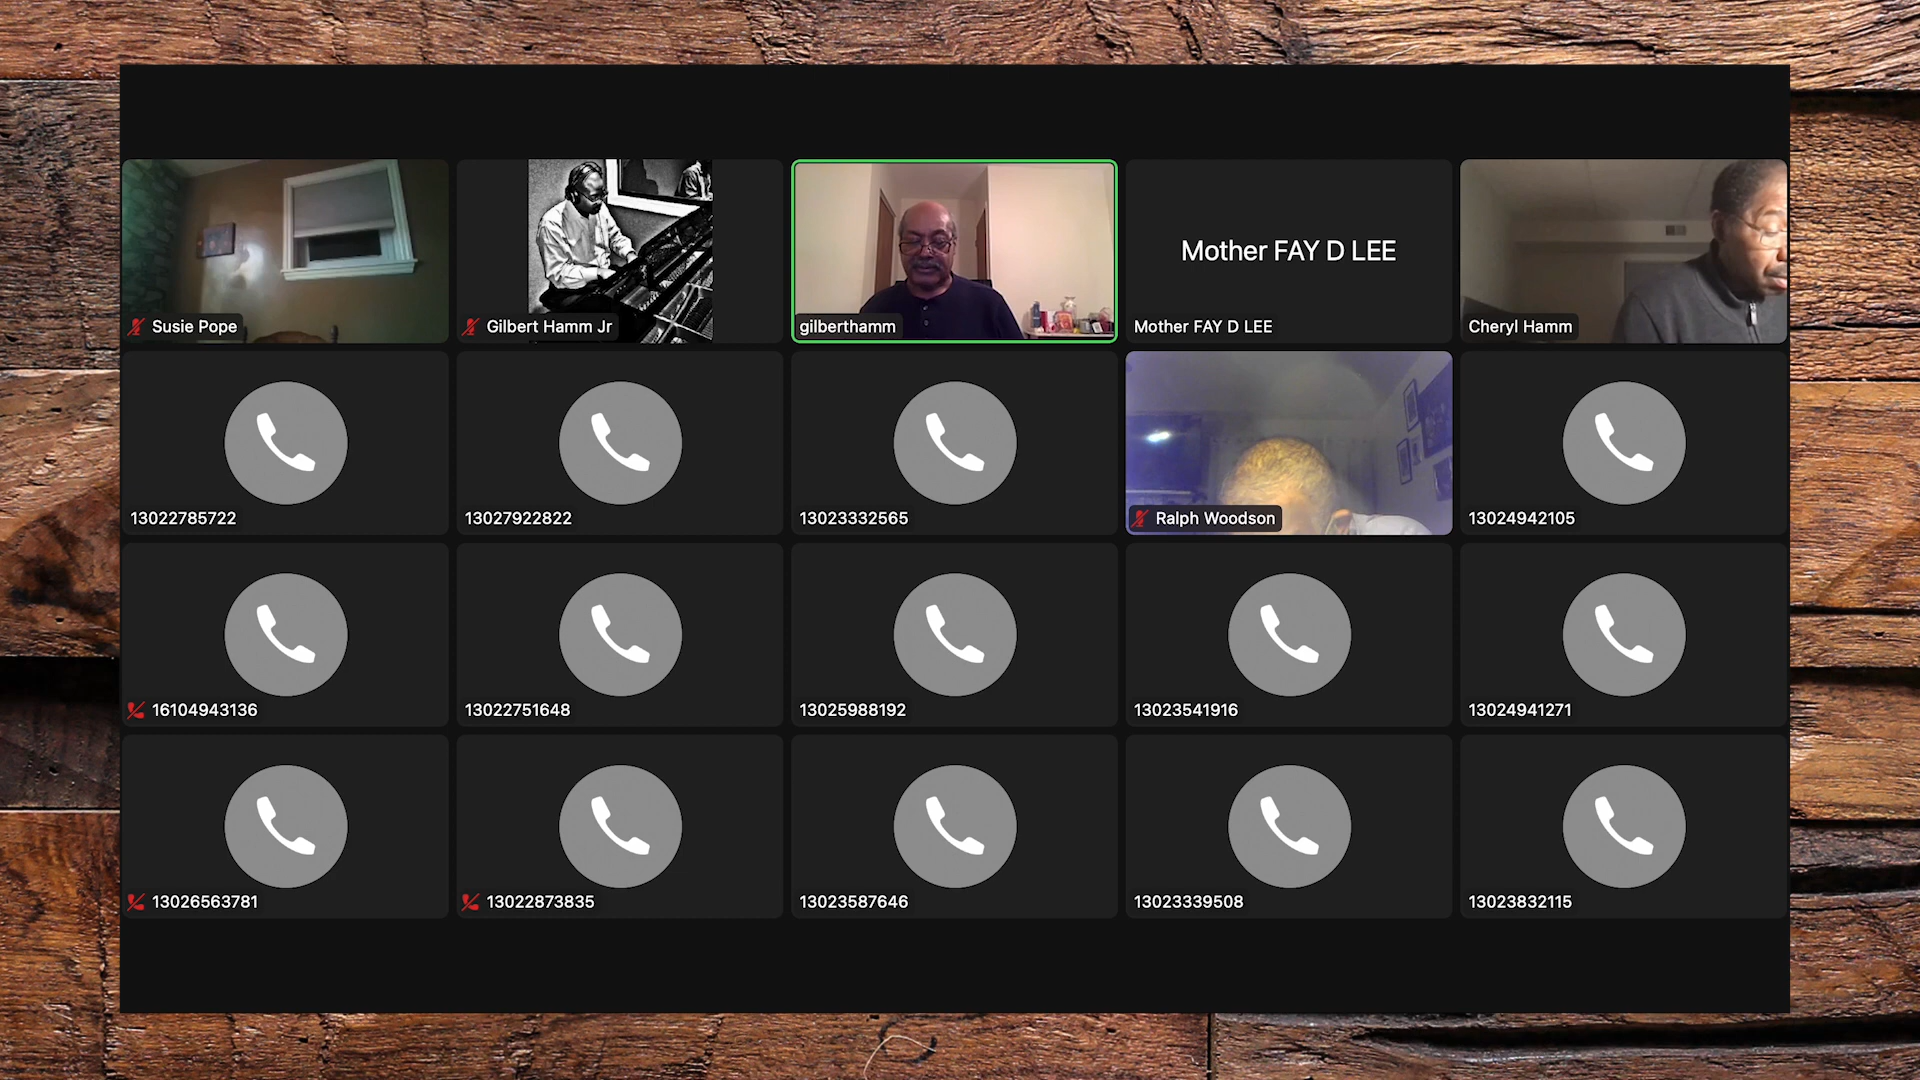 Susie Pope
Gilbert Hamm Jr
gilberthamm
Mother FAY D LEE
Mother FAY D LEE
Cheryl Hamm
13022785722
13027922822
13023332565
Ralph Woodson
13024942105
16104943136
13022751648
13025988192
13023541916
13024941271
13026563781
13022873835
13023587646
13023339508
13023832115